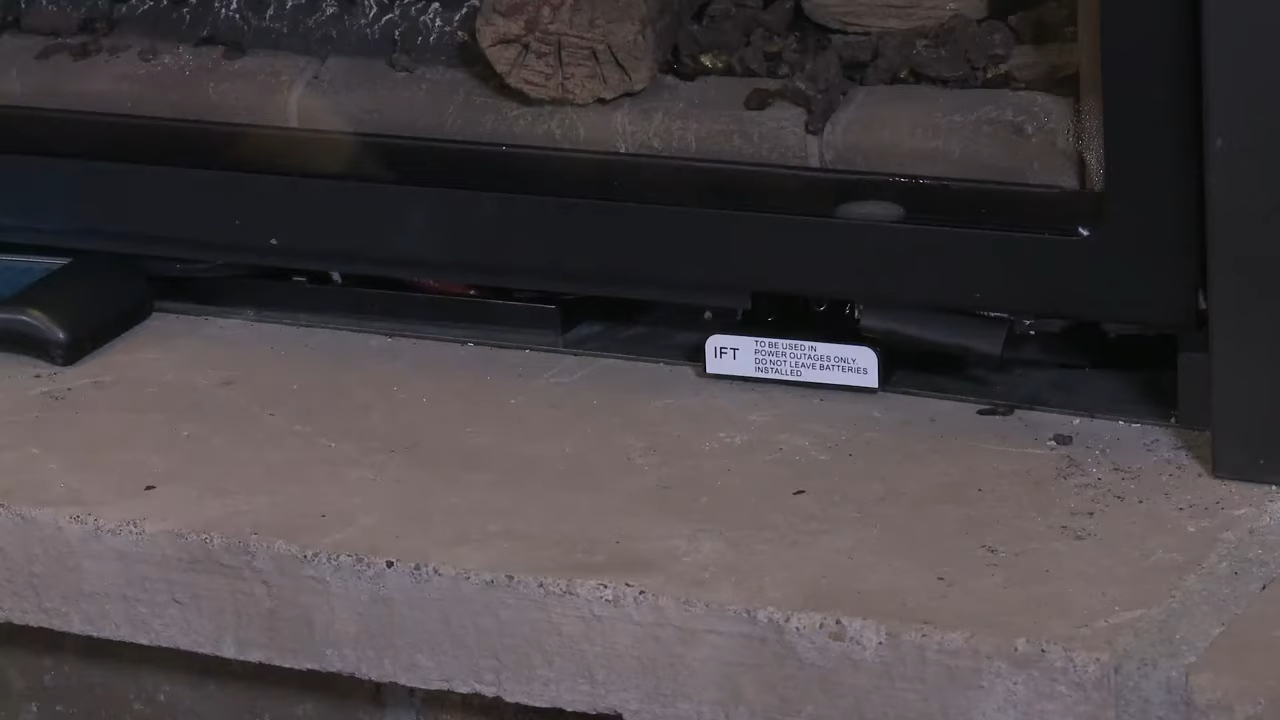 IFT
TO BE USED IN
POWER OUTAGES ONLY.
DO NOT LEAVE BATTERIES
INSTALLED